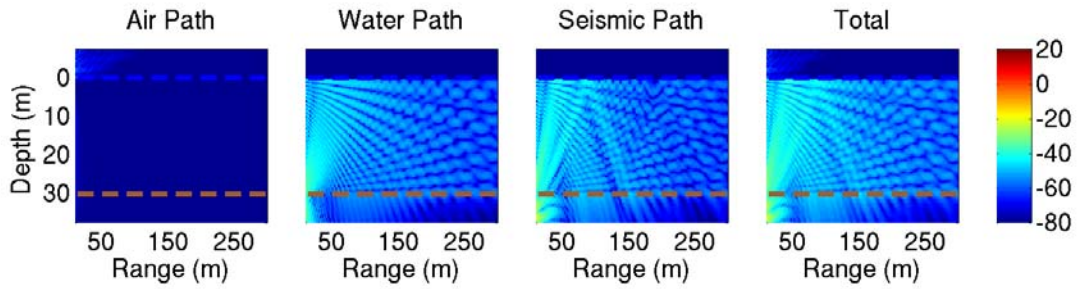 Air Path Water Path Seismic Path Total
Depth (m)
0
10
20
30
50 150 250 50 150 250 50 150 250 50 150 250
Range (m) Range (m) Range (m) Range (m)
20
0
-20
-40
-60
-80